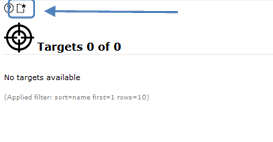 Targets 0 of 0
No targets available
(Applied filter: sort=name first=1 rows=10)